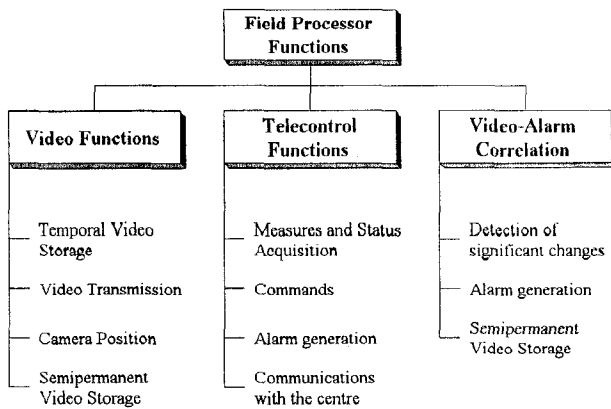 Field Processor
Functions
Video Functions
Telecontrol
Functions
Video-Alarm
Correlation
Temporal Video
Storage
Video Transmission
Camera Position
Semipermanent
Video Storage
Measures and Status
Acquisition
Commands
Alarm generation
Communications
with the centre
Detection of
significant changes
Alarm generation
Semipermanent
Video Storage